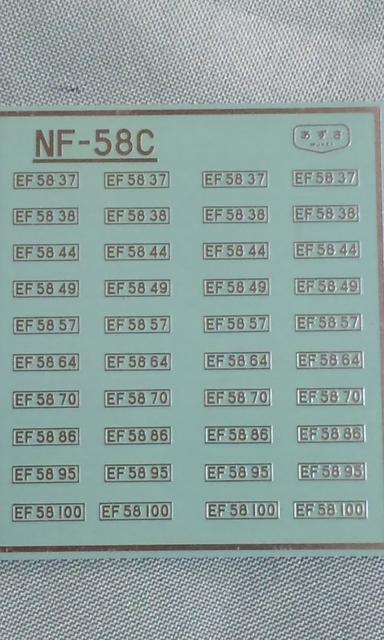 NF-58C あずさ
MOKEI
EF 58 37 EF 58 37 EF 58 37 EF 58 37
EF 58 38 EF 58 38 EF 58 38 EF 58 38
EF 58 44 EF 58 44 EF 58 44 EF 58 44
EF 58 49 EF 58 49 EF 58 49 EF 58 49
EF 58 57 EF 58 57 EF 58 57 EF 58 57
EF 58 64 EF 58 64 EF 58 64 EF 58 64
EF 58 70 EF 58 70 EF 58 70 EF 58 70
EF 58 86 EF 58 86 EF 58 86 EF 58 86
EF 58 95 EF 58 95 EF 58 95 EF 58 95
EF 58 100 EF 58 100 EF 58 100 EF 58 100